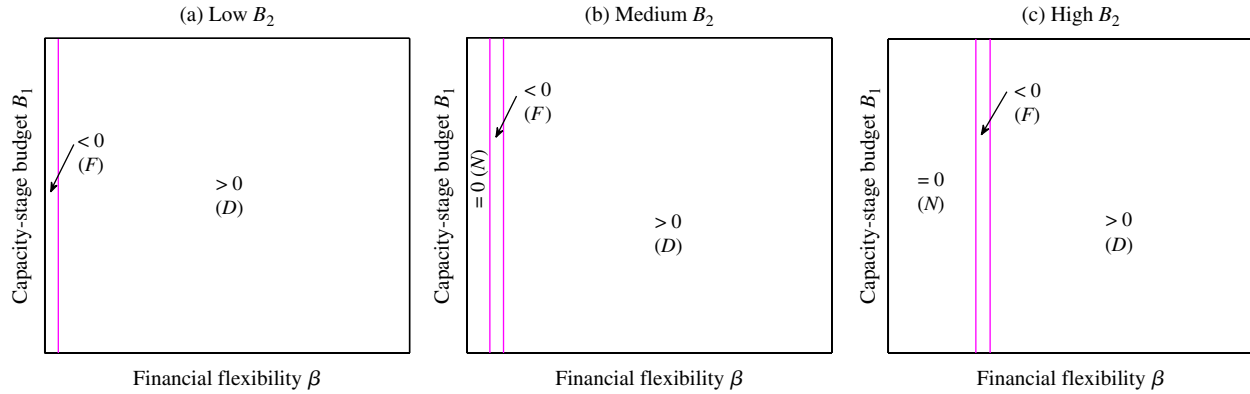 (a) Low B₂
Capacity-stage budget B₁
< 0
(F)
> 0
(D)
Financial flexibility β
(b) Medium B₂
Capacity-stage budget B₁
= 0 (N)
< 0
(F)
> 0
(D)
Financial flexibility β
(c) High B₂
Capacity-stage budget B₁
= 0
(N)
< 0
(F)
> 0
(D)
Financial flexibility β